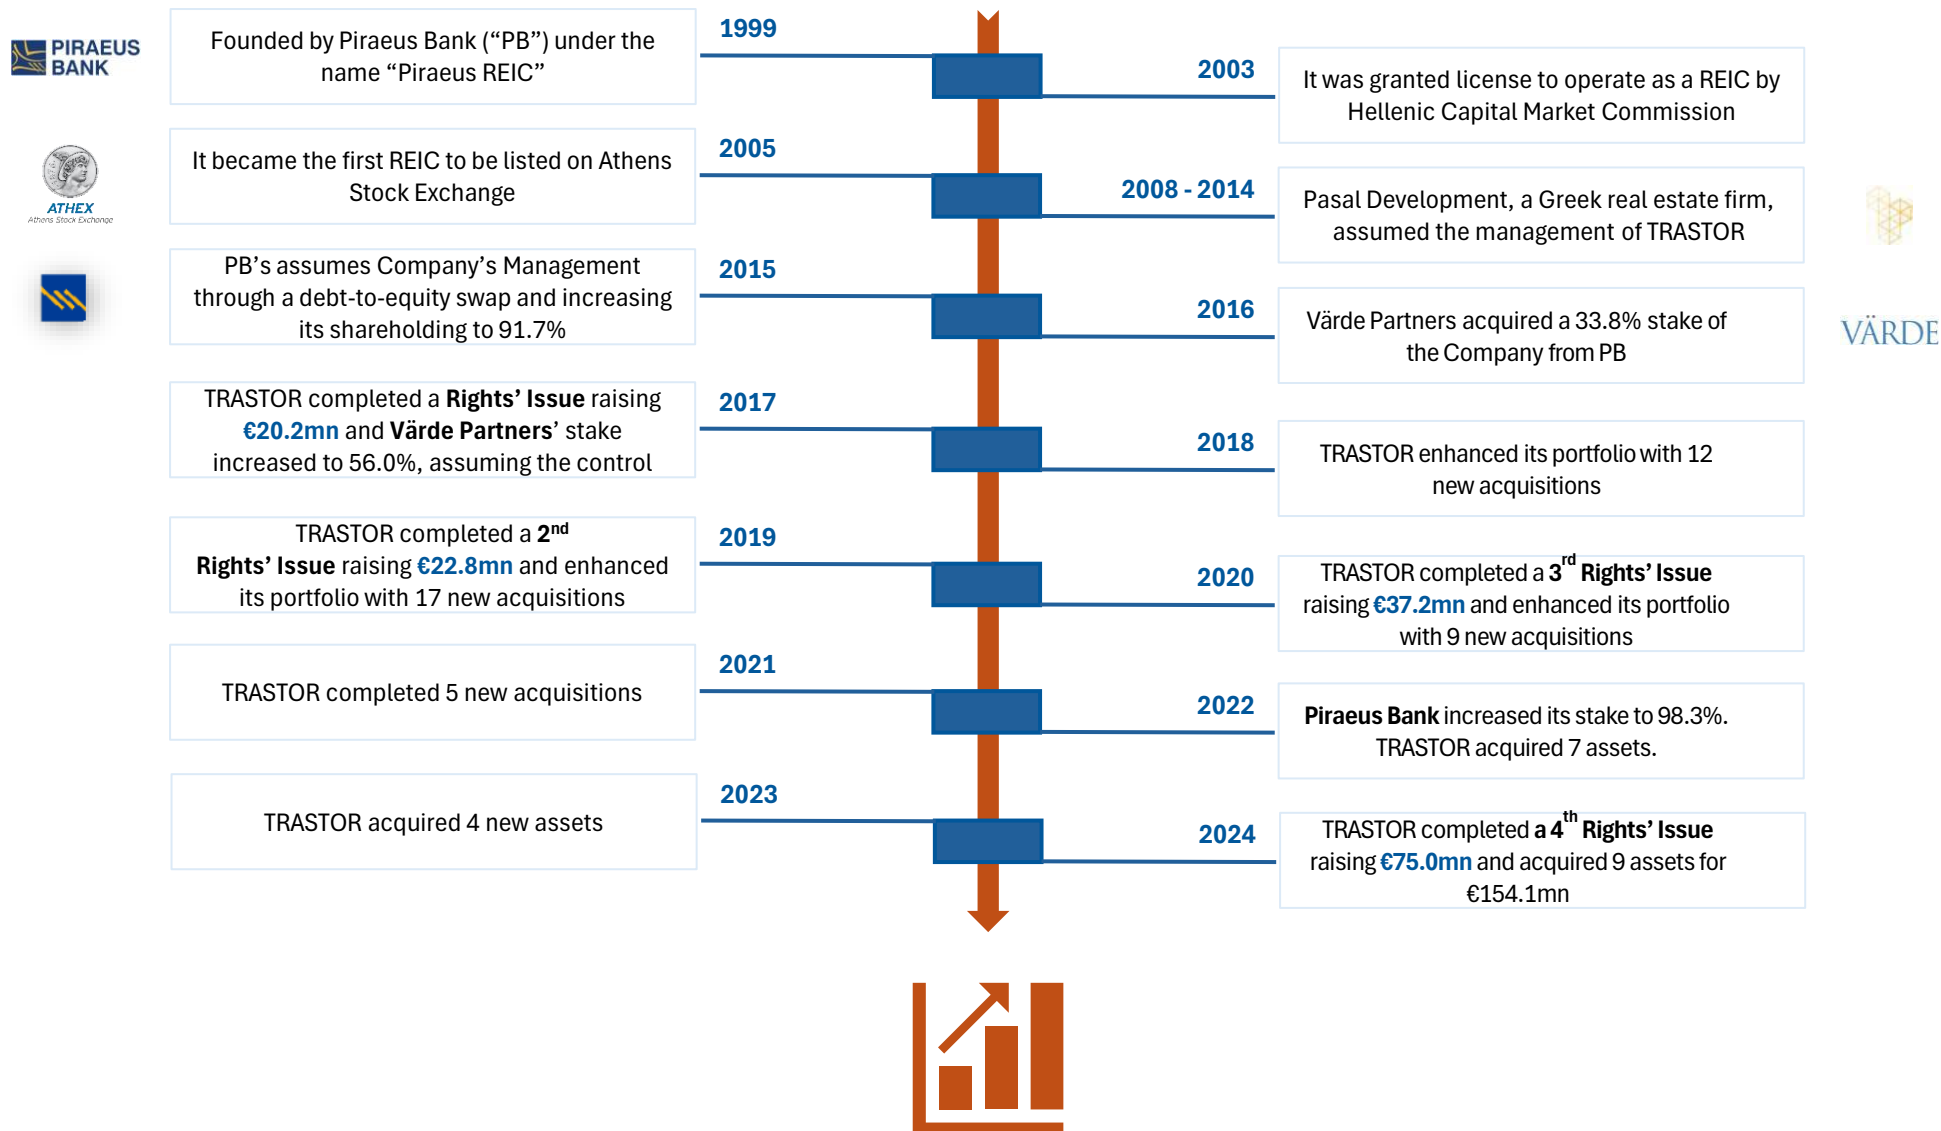 PIRAEUS
BANK
1999
Founded by Piraeus Bank (“PB”) under the
name “Piraeus REIC”
2003
It was granted license to operate as a REIC by
Hellenic Capital Market Commission
ATHEX
Athens Stock Exchange
2005
It became the first REIC to be listed on Athens
Stock Exchange
2008 - 2014
Pasal Development, a Greek real estate firm,
assumed the management of TRASTOR
2015
PB’s assumes Company’s Management
through a debt-to-equity swap and increasing
its shareholding to 91.7%
2016
Värde Partners acquired a 33.8% stake of
the Company from PB
VÄRDE
2017
TRASTOR completed a Rights’ Issue raising
€20.2mn and Värde Partners’ stake
increased to 56.0%, assuming the control
2018
TRASTOR enhanced its portfolio with 12
new acquisitions
2019
TRASTOR completed a 2nd
Rights’ Issue raising €22.8mn and enhanced
its portfolio with 17 new acquisitions
2020
TRASTOR completed a 3rd Rights’ Issue
raising €37.2mn and enhanced its portfolio
with 9 new acquisitions
2021
TRASTOR completed 5 new acquisitions
2022
Piraeus Bank increased its stake to 98.3%.
TRASTOR acquired 7 assets.
2023
TRASTOR acquired 4 new assets
2024
TRASTOR completed a 4th Rights’ Issue
raising €75.0mn and acquired 9 assets for
€154.1mn